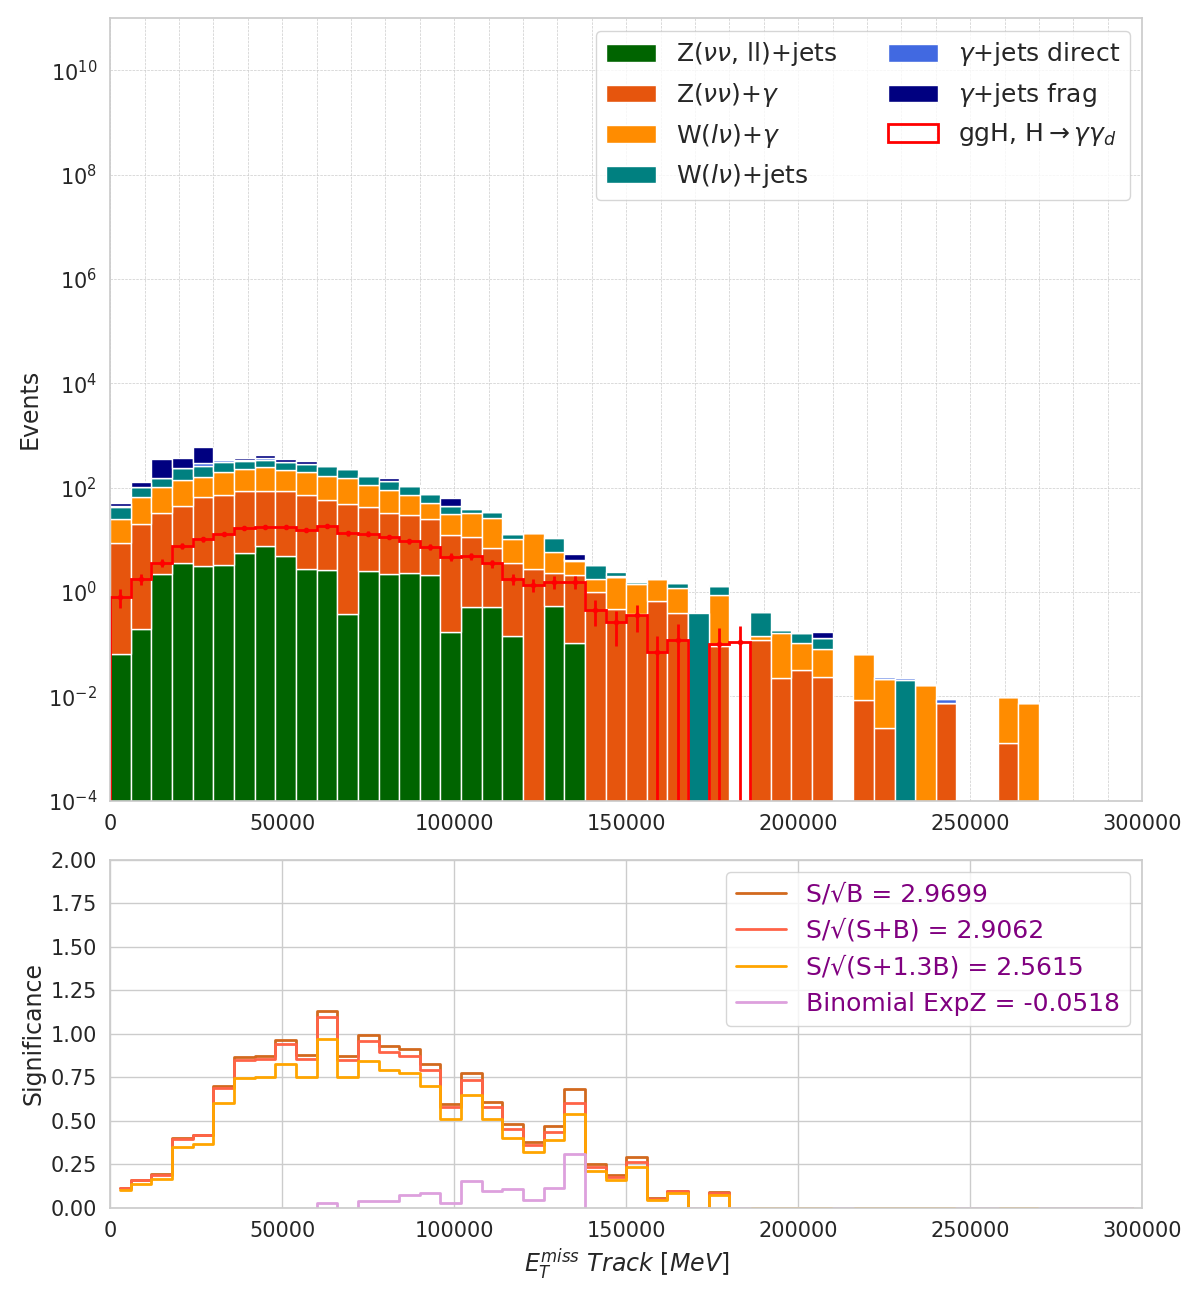 Z(νν, ll)+jets
Z(νν)+γ
W(lν)+γ
W(lν)+jets
γ+jets direct
γ+jets frag
ggH, H→γγ_d
Events
10^10
10^8
10^6
10^4
10^2
10^0
10^−2
10^−4
0 50000 100000 150000 200000 250000 300000
S/√B = 2.9699
S/√(S+B) = 2.9062
S/√(S+1.3B) = 2.5615
Binomial ExpZ = -0.0518
Significance
2.00
1.75
1.50
1.25
1.00
0.75
0.50
0.25
0.00
0 50000 100000 150000 200000 250000 300000
E_T^miss Track [MeV]